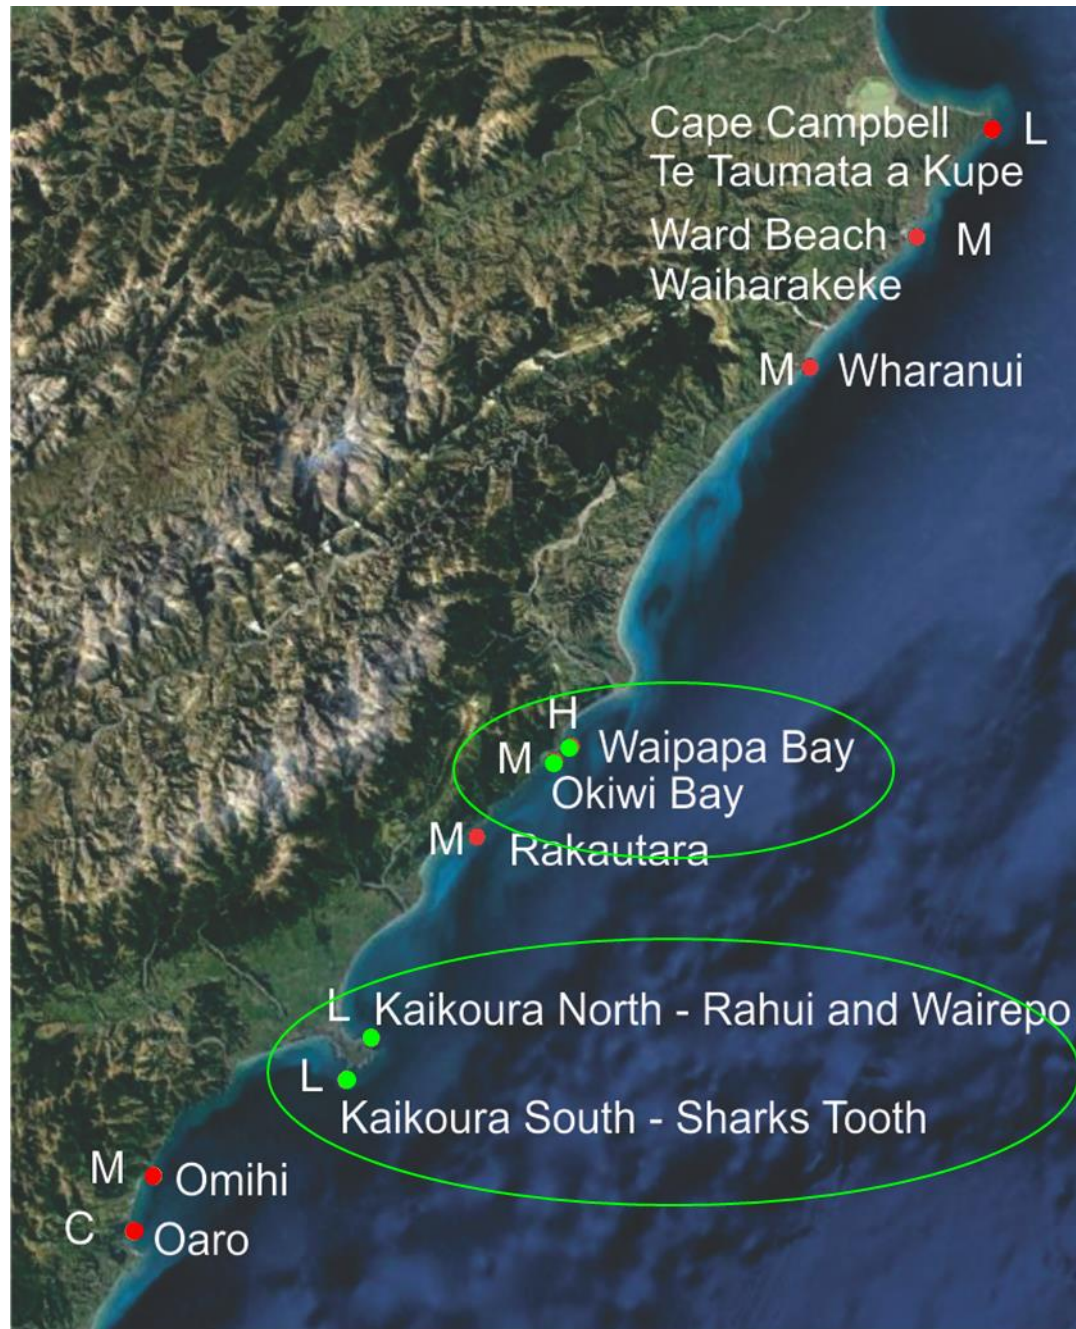 Cape Campbell
L
Te Taumata a Kupe
Ward Beach
M
Waiharakeke
M
Wharanui
H
M
Waipapa Bay
Okiwi Bay
M
Rakautara
L
Kaikoura North - Rahui and Wairepo
L
Kaikoura South - Sharks Tooth
M
Omihi
C
Oaro